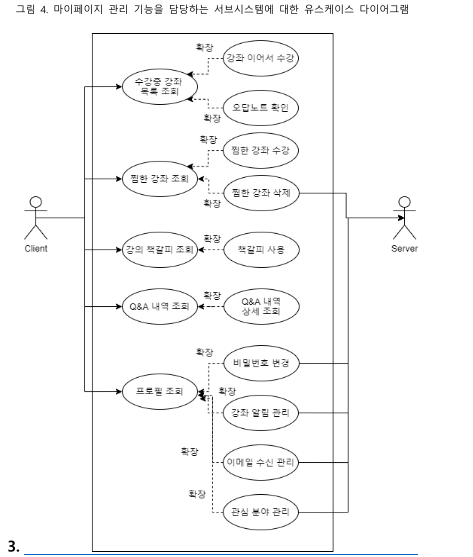 그림 4. 마이페이지 관리 기능을 담당하는 서브시스템에 대한 유스케이스 다이어그램
확장
강좌 이어서 수강
수강중 강좌
목록 조회
오답노트 확인
확장
확장
찜한 강좌 수강
찜한 강좌 조회
찜한 강좌 삭제
확장
Client
Server
확장
강의 책갈피 조회
책갈피 사용
확장
Q&A 내역 조회
Q&A 내역
상세 조회
확장
비밀번호 변경
프로필 조회
확장
강좌 알림 관리
확장
이메일 수신 관리
확장
관심 분야 관리
3.